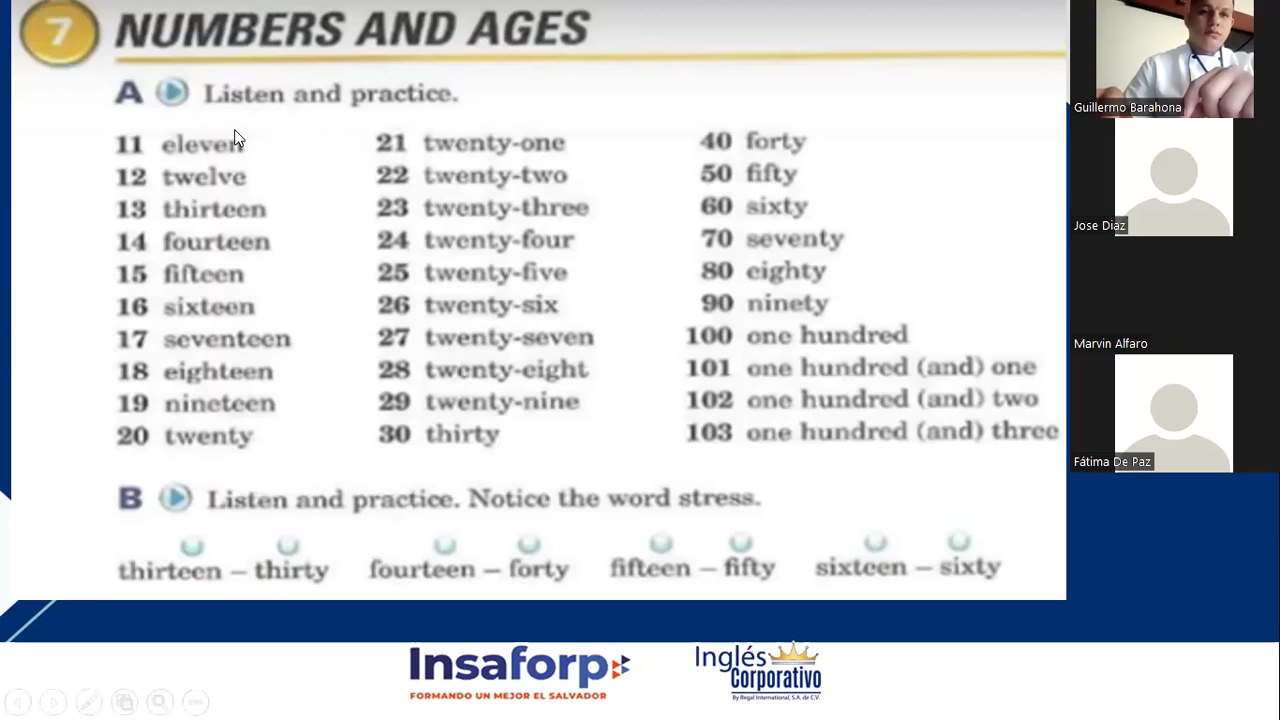 7 NUMBERS AND AGES
A Listen and practice.
11 eleven 21 twenty-one 40 forty
12 twelve 22 twenty-two 50 fifty
13 thirteen 23 twenty-three 60 sixty
14 fourteen 24 twenty-four 70 seventy
15 fifteen 25 twenty-five 80 eighty
16 sixteen 26 twenty-six 90 ninety
17 seventeen 27 twenty-seven 100 one hundred
18 eighteen 28 twenty-eight 101 one hundred (and) one
19 nineteen 29 twenty-nine 102 one hundred (and) two
20 twenty 30 thirty 103 one hundred (and) three
B Listen and practice. Notice the word stress.
thirteen – thirty fourteen – forty fifteen – fifty sixteen – sixty
Guillermo Barahona
Jose Diaz
Marvin Alfaro
Fátima De Paz
Insaforp
FORMANDO UN MEJOR EL SALVADOR
Inglés
Corporativo
By Regal International, S.A. de C.V.